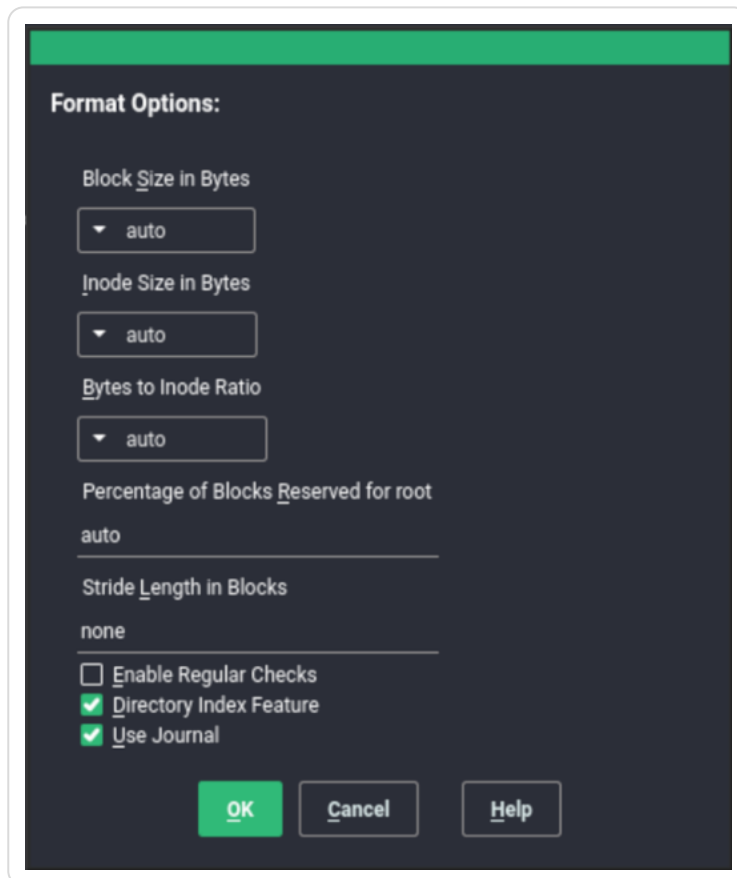 Format Options:
Block Size in Bytes
auto
Inode Size in Bytes
auto
Bytes to Inode Ratio
auto
Percentage of Blocks Reserved for root
auto
Stride Length in Blocks
none
Enable Regular Checks
Directory Index Feature
Use Journal
OK Cancel Help